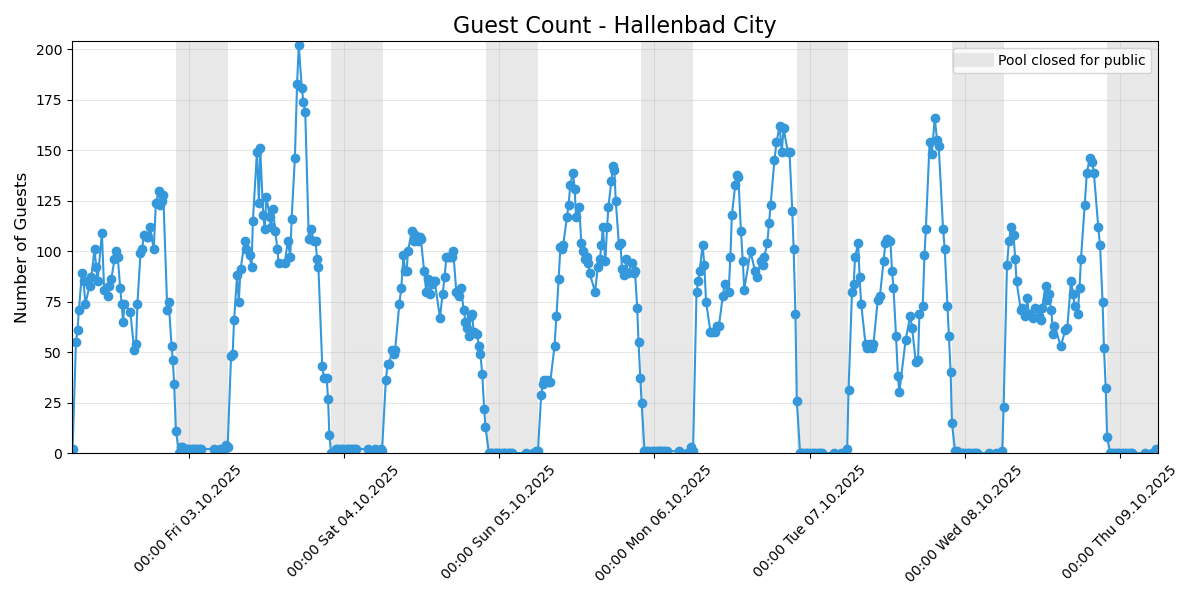 Guest Count - Hallenbad City
Pool closed for public
Number of Guests
200
175
150
125
100
75
50
25
0
00:00 Fri 03.10.2025
00:00 Sat 04.10.2025
00:00 Sun 05.10.2025
00:00 Mon 06.10.2025
00:00 Tue 07.10.2025
00:00 Wed 08.10.2025
00:00 Thu 09.10.2025